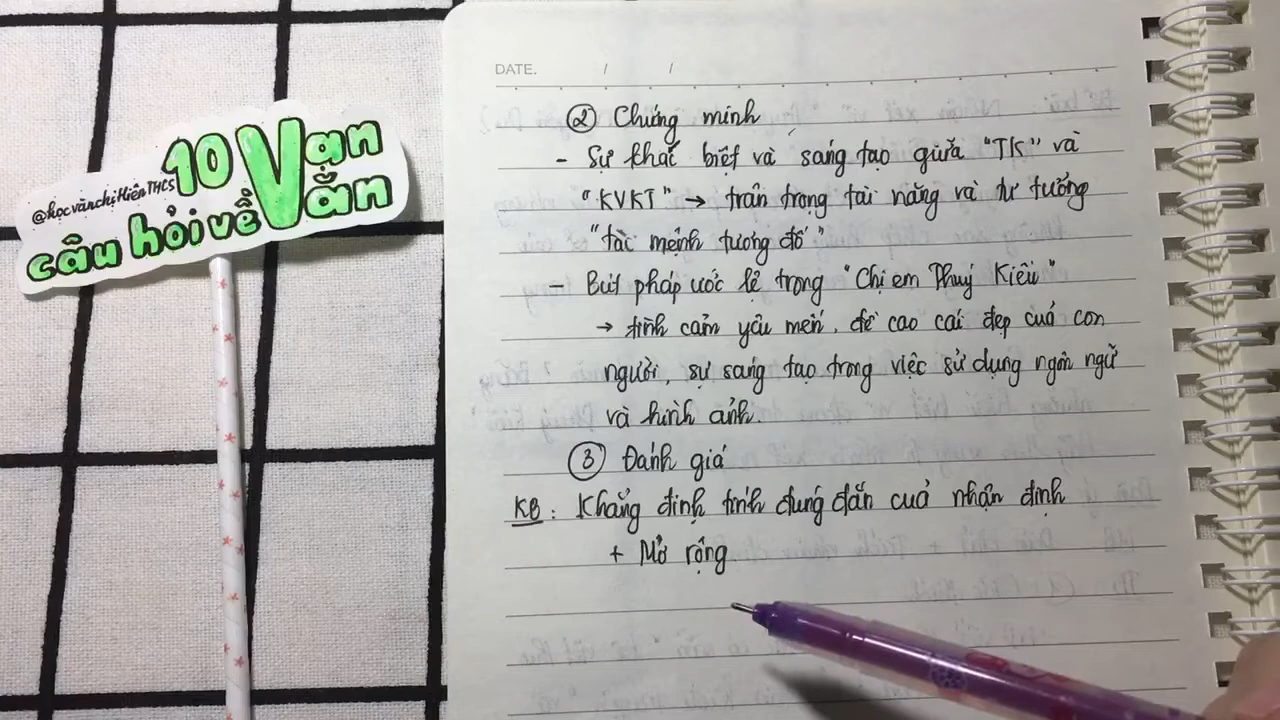 10 Vạn
@họcvănchịHiênTHCS
câu hỏi về Văn
DATE. / /
② Chứng minh
- Sự khác biệt và sáng tạo giữa "TK" và
"KVKT" → trân trọng tài năng và tư tưởng
"tài mệnh tương đố"
- Bút pháp ước lệ trong "Chị em Thuý Kiều"
→ tình cảm yêu mến, đề cao cái đẹp của con
người, sự sáng tạo trong việc sử dụng ngôn ngữ
và hình ảnh.
③ Đánh giá
KB: Khẳng định tính đúng đắn của nhận định
+ Mở rộng